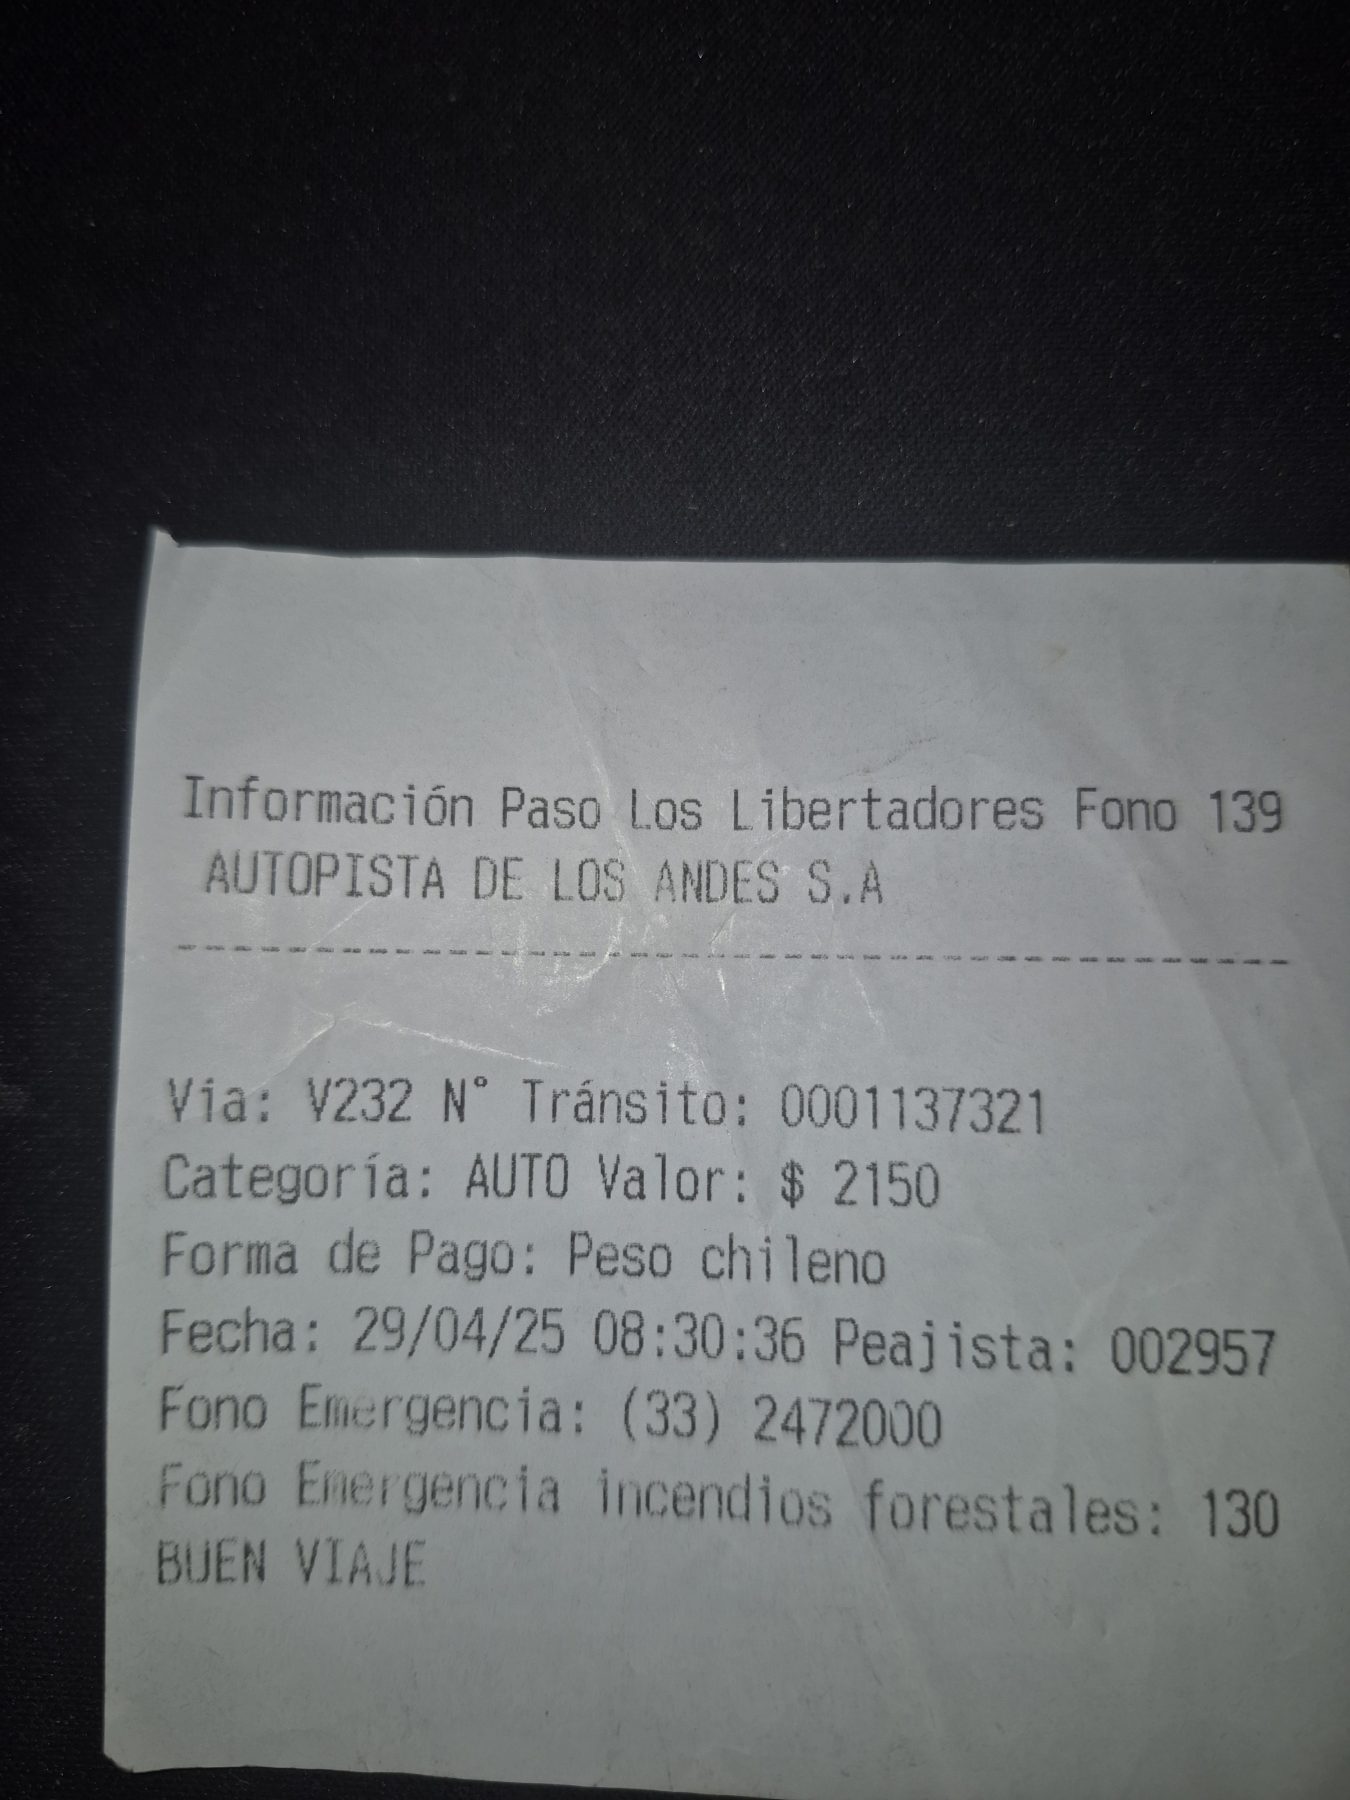 Información Paso Los Libertadores Fono 139
AUTOPISTA DE LOS ANDES S.A
----------------------------------------
Via: V232 N° Tránsito: 0001137321
Categoría: AUTO Valor: $ 2150
Forma de Pago: Peso chileno
Fecha: 29/04/25 08:30:36 Peajista: 002957
Fono Emergencia: (33) 2472000
Fono Emergencia incendios forestales: 130
BUEN VIAJE